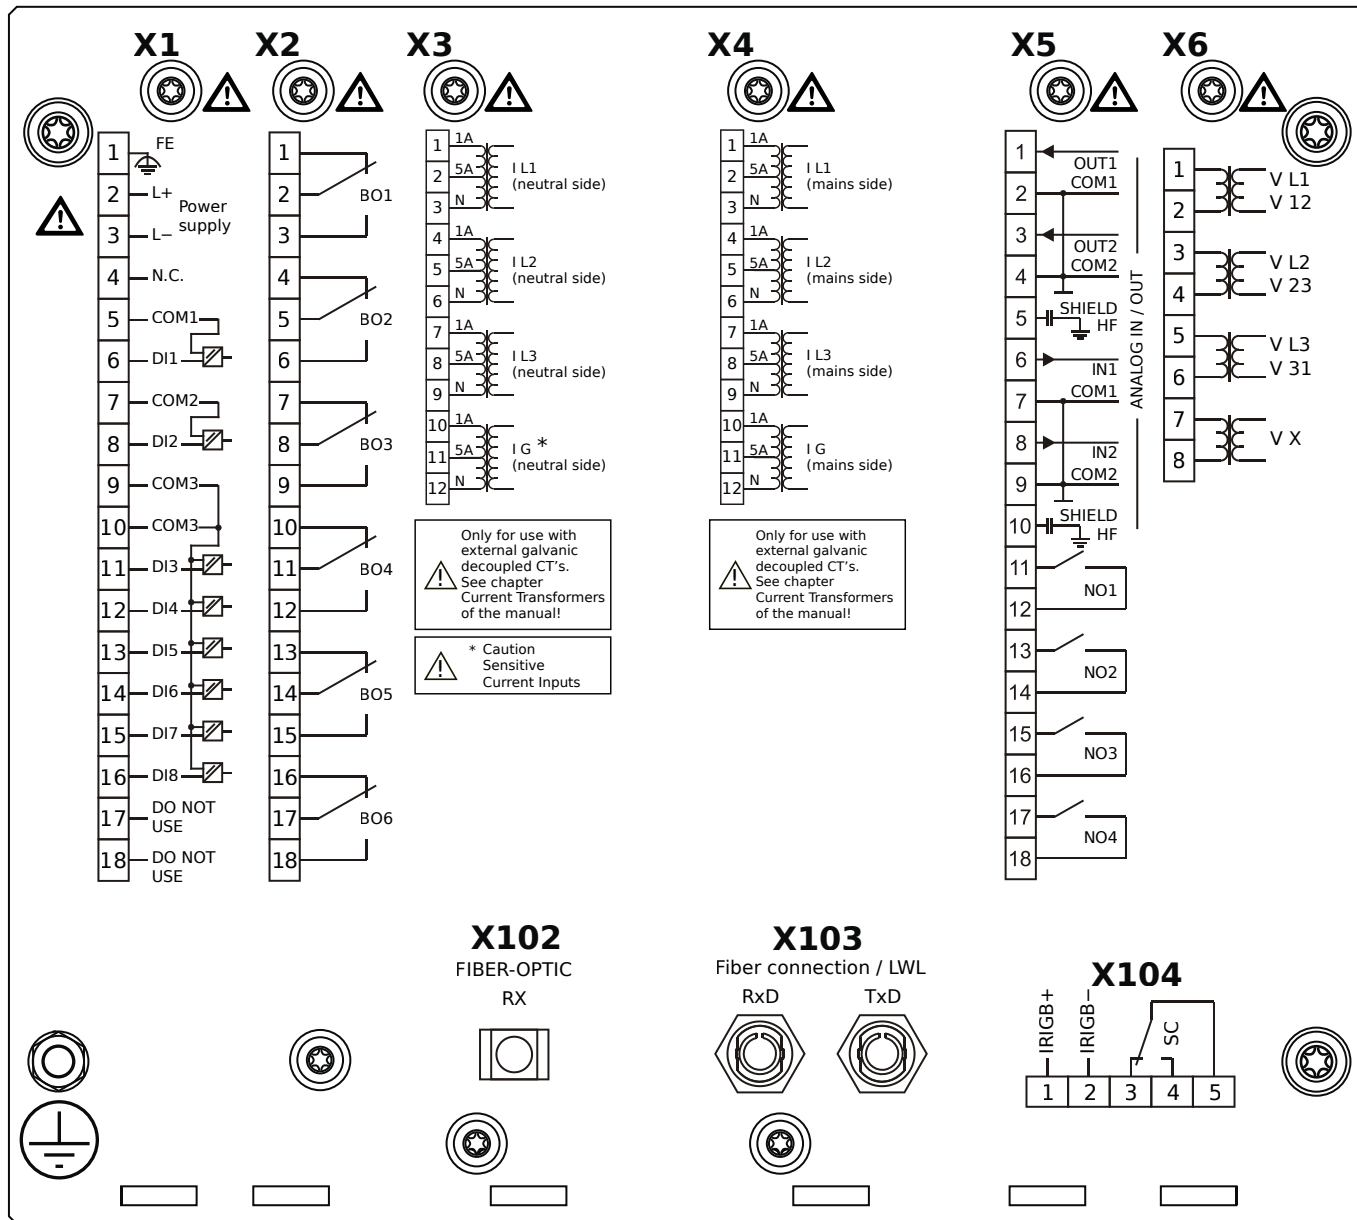 X1
X2
X3
X4
X5
X6
1
FE
2
L+
Power
supply
3
L−
4
N.C.
5
COM1
6
DI1
7
COM2
8
DI2
9
COM3
10
COM3
11
DI3
12
DI4
13
DI5
14
DI6
15
DI7
16
DI8
17
DO NOT
USE
18
DO NOT
USE
1
2
BO1
3
4
5
BO2
6
7
8
BO3
9
10
11
BO4
12
13
14
BO5
15
16
17
BO6
18
1
1A
2
5A
I L1
(neutral side)
3
N
4
1A
5
5A
I L2
(neutral side)
6
N
7
1A
8
5A
I L3
(neutral side)
9
N
10
1A
11
5A
I G *
(neutral side)
12
N
Only for use with
external galvanic
decoupled CT's.
See chapter
Current Transformers
of the manual!
* Caution
Sensitive
Current Inputs
1
1A
2
5A
I L1
(mains side)
3
N
4
1A
5
5A
I L2
(mains side)
6
N
7
1A
8
5A
I L3
(mains side)
9
N
10
1A
11
5A
I G
(mains side)
12
N
Only for use with
external galvanic
decoupled CT's.
See chapter
Current Transformers
of the manual!
1
OUT1
2
COM1
3
OUT2
4
COM2
5
SHIELD
HF
6
IN1
7
COM1
8
IN2
9
COM2
10
SHIELD
HF
ANALOG IN / OUT
11
NO1
12
13
NO2
14
15
NO3
16
17
NO4
18
1
V L1
2
V 12
3
V L2
4
V 23
5
V L3
6
V 31
7
V X
8
X102
FIBER-OPTIC
RX
X103
Fiber connection / LWL
RxD
TxD
X104
IRIGB+
IRIGB−
SC
1
2
3
4
5